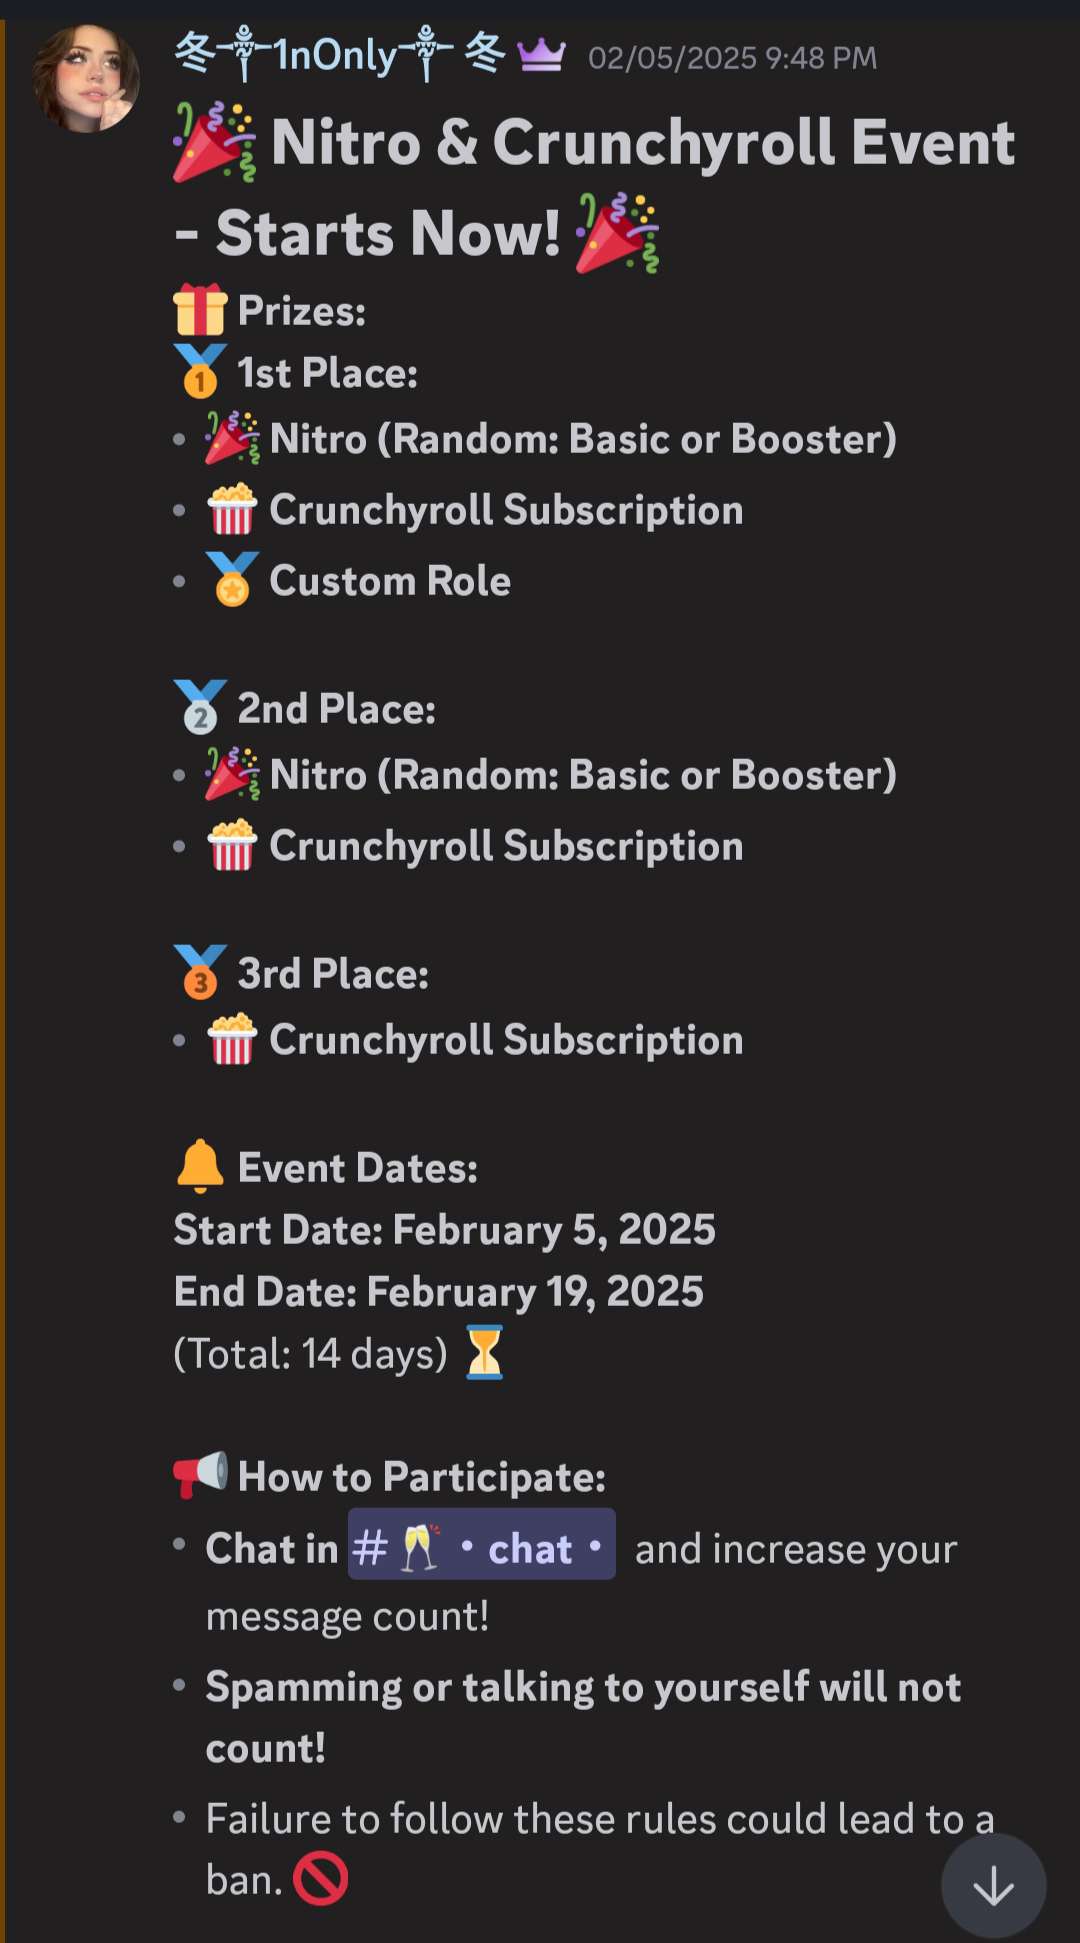 冬༒1nOnly༒冬 02/05/2025 9:48 PM
🎉 Nitro & Crunchyroll Event
- Starts Now! 🎉
🎁 Prizes:
🥇 1st Place:
• 🎉 Nitro (Random: Basic or Booster)
• 🍿 Crunchyroll Subscription
• 🏅 Custom Role
🥈 2nd Place:
• 🎉 Nitro (Random: Basic or Booster)
• 🍿 Crunchyroll Subscription
🥉 3rd Place:
• 🍿 Crunchyroll Subscription
🔔 Event Dates:
Start Date: February 5, 2025
End Date: February 19, 2025
(Total: 14 days) ⏳
📢 How to Participate:
• Chat in # 🥂・chat・ and increase your
message count!
• Spamming or talking to yourself will not
count!
• Failure to follow these rules could lead to a
ban. 🚫